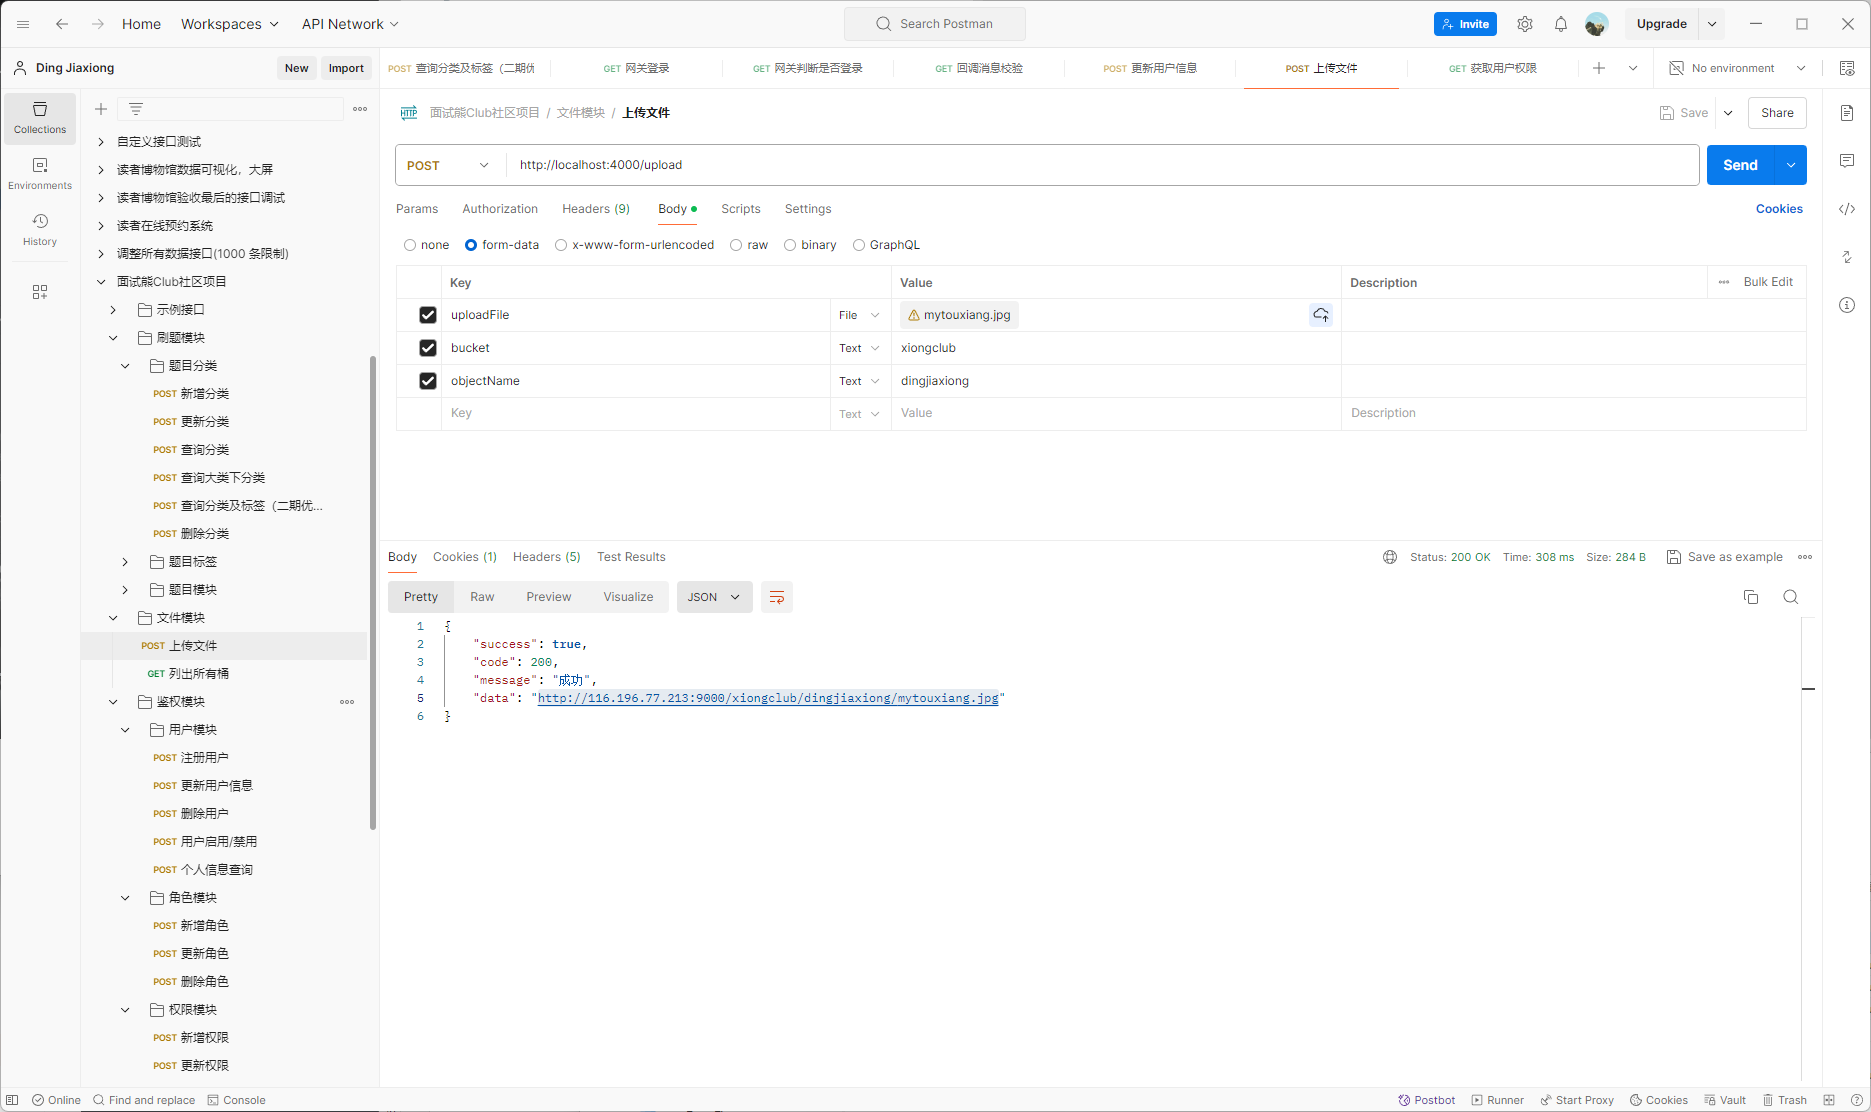 Home
Workspaces
API Network
Search Postman
Invite
Upgrade
Ding Jiaxiong
New
Import
POST 查询分类及标签（二期优
GET 网关登录
GET 网关判断是否登录
GET 回调消息校验
POST 更新用户信息
POST 上传文件
GET 获取用户权限
No environment
Collections
Environments
History
自定义接口测试
读者博物馆数据可视化，大屏
读者博物馆验收最后的接口调试
读者在线预约系统
调整所有数据接口(1000 条限制)
面试熊Club社区项目
示例接口
刷题模块
题目分类
POST 新增分类
POST 更新分类
POST 查询分类
POST 查询大类下分类
POST 查询分类及标签（二期优...
POST 删除分类
题目标签
题目模块
文件模块
POST 上传文件
GET 列出所有桶
鉴权模块
用户模块
POST 注册用户
POST 更新用户信息
POST 删除用户
POST 用户启用/禁用
POST 个人信息查询
角色模块
POST 新增角色
POST 更新角色
POST 删除角色
权限模块
POST 新增权限
POST 更新权限
HTTP 面试熊Club社区项目 / 文件模块 / 上传文件
Save
Share
POST
http://localhost:4000/upload
Send
Params
Authorization
Headers (9)
Body
Scripts
Settings
Cookies
none
form-data
x-www-form-urlencoded
raw
binary
GraphQL
Key
Value
Description
Bulk Edit
uploadFile File mytouxiang.jpg
bucket Text xiongclub
objectName Text dingjiaxiong
Key Text Value Description
Body
Cookies (1)
Headers (5)
Test Results
Status: 200 OK
Time: 308 ms
Size: 284 B
Save as example
Pretty
Raw
Preview
Visualize
JSON
1 {
2 "success": true,
3 "code": 200,
4 "message": "成功",
5 "data": "http://116.196.77.213:9000/xiongclub/dingjiaxiong/mytouxiang.jpg"
6 }
Online
Find and replace
Console
Postbot
Runner
Start Proxy
Cookies
Vault
Trash